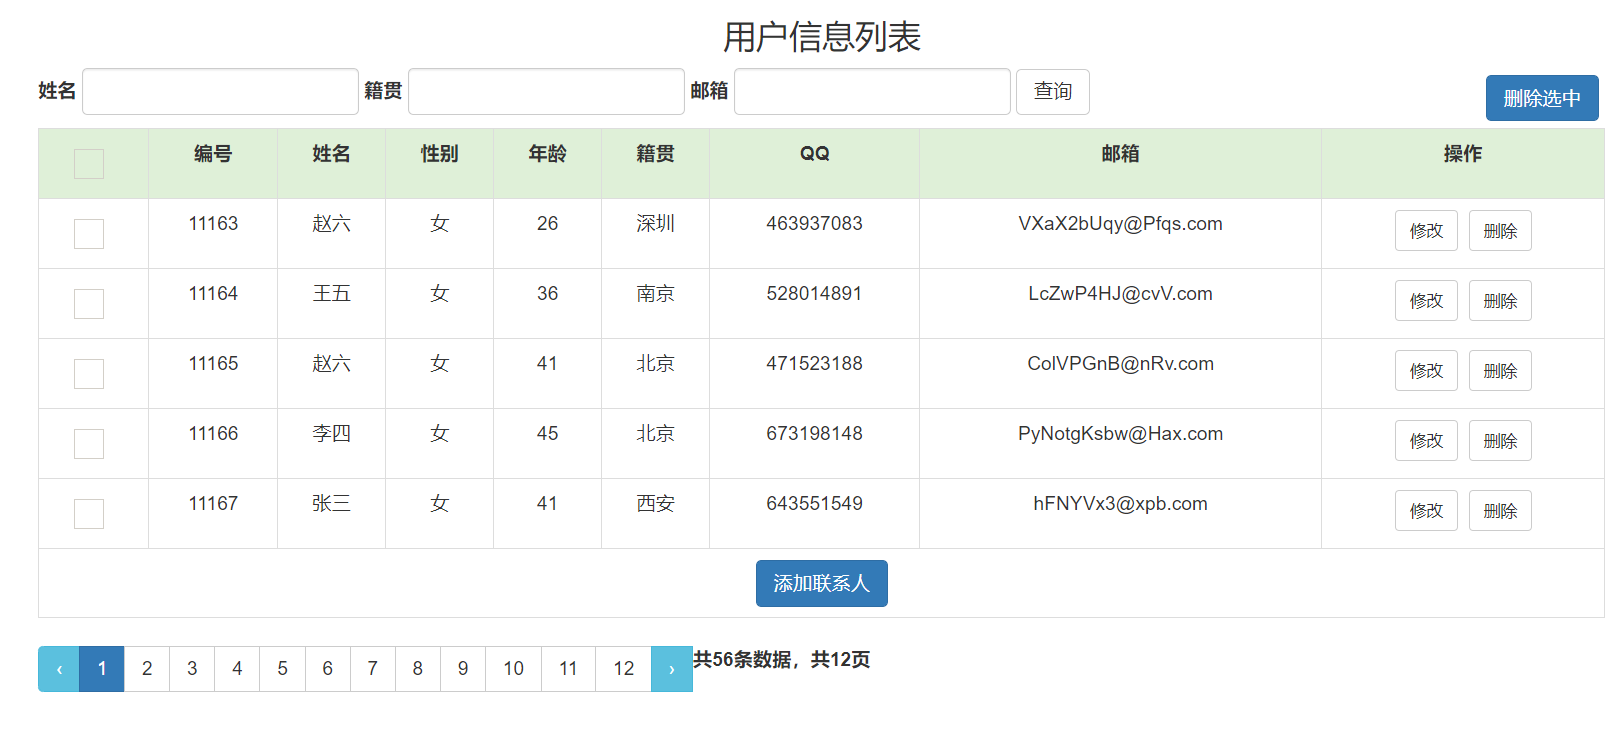 用户信息列表
姓名 籍贯 邮箱 查询 删除选中
编号 姓名 性别 年龄 籍贯 QQ 邮箱 操作
11163 赵六 女 26 深圳 463937083 VXaX2bUqy@Pfqs.com 修改 删除
11164 王五 女 36 南京 528014891 LcZwP4HJ@cvV.com 修改 删除
11165 赵六 女 41 北京 471523188 ColVPGnB@nRv.com 修改 删除
11166 李四 女 45 北京 673198148 PyNotgKsbw@Hax.com 修改 删除
11167 张三 女 41 西安 643551549 hFNYVx3@xpb.com 修改 删除
添加联系人
‹ 1 2 3 4 5 6 7 8 9 10 11 12 › 共56条数据，共12页